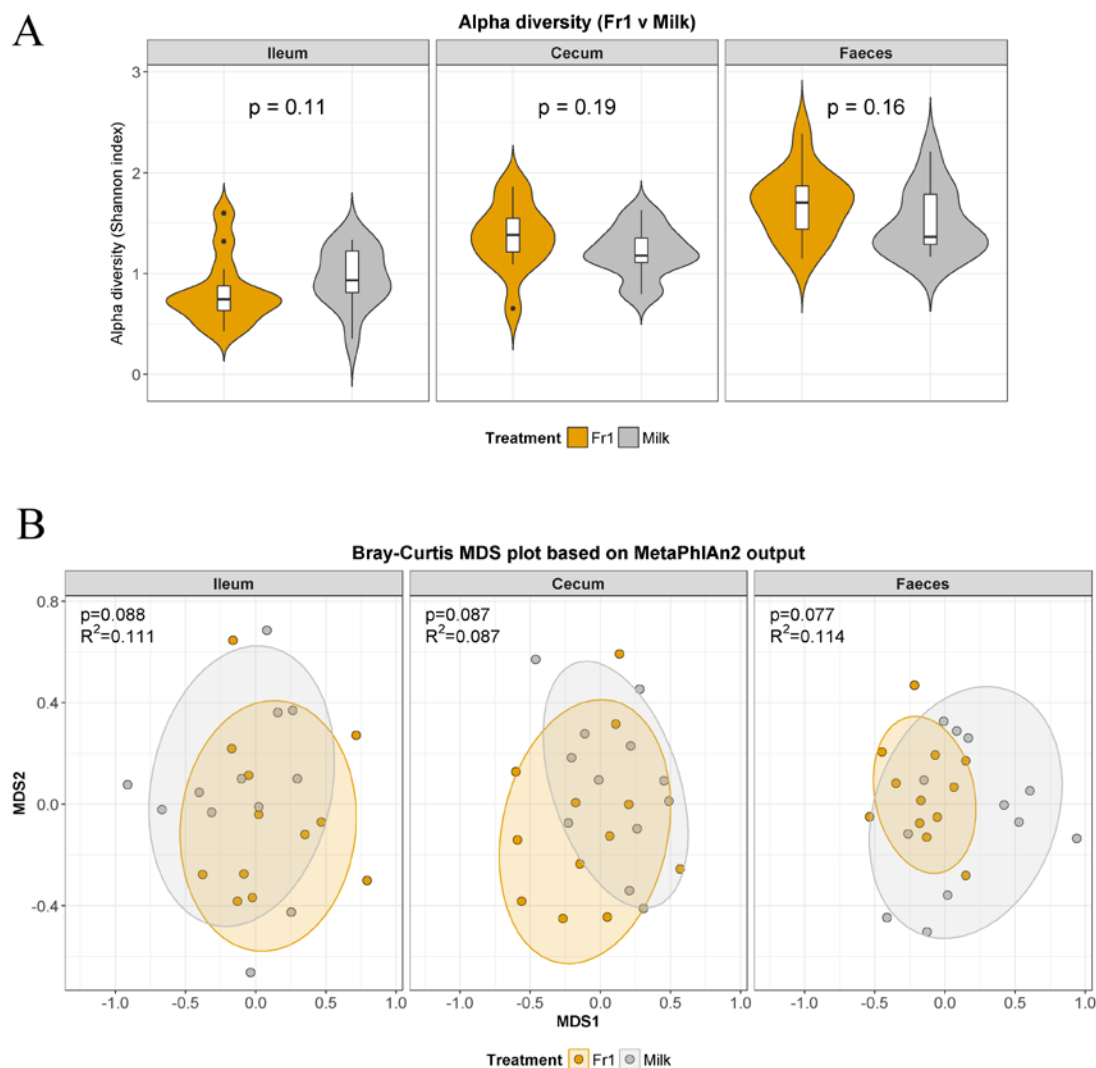 A
Alpha diversity (Fr1 v Milk)
Ileum Cecum Faeces
p = 0.11 p = 0.19 p = 0.16
Alpha diversity (Shannon index)
3
2
1
0
Treatment Fr1 Milk
B
Bray-Curtis MDS plot based on MetaPhlAn2 output
Ileum Cecum Faeces
p=0.088 p=0.087 p=0.077
R²=0.111 R²=0.087 R²=0.114
MDS2
0.8
0.4
0.0
-0.4
-1.0 -0.5 0.0 0.5 1.0 -1.0 -0.5 0.0 0.5 1.0 -1.0 -0.5 0.0 0.5 1.0
MDS1
Treatment Fr1 Milk